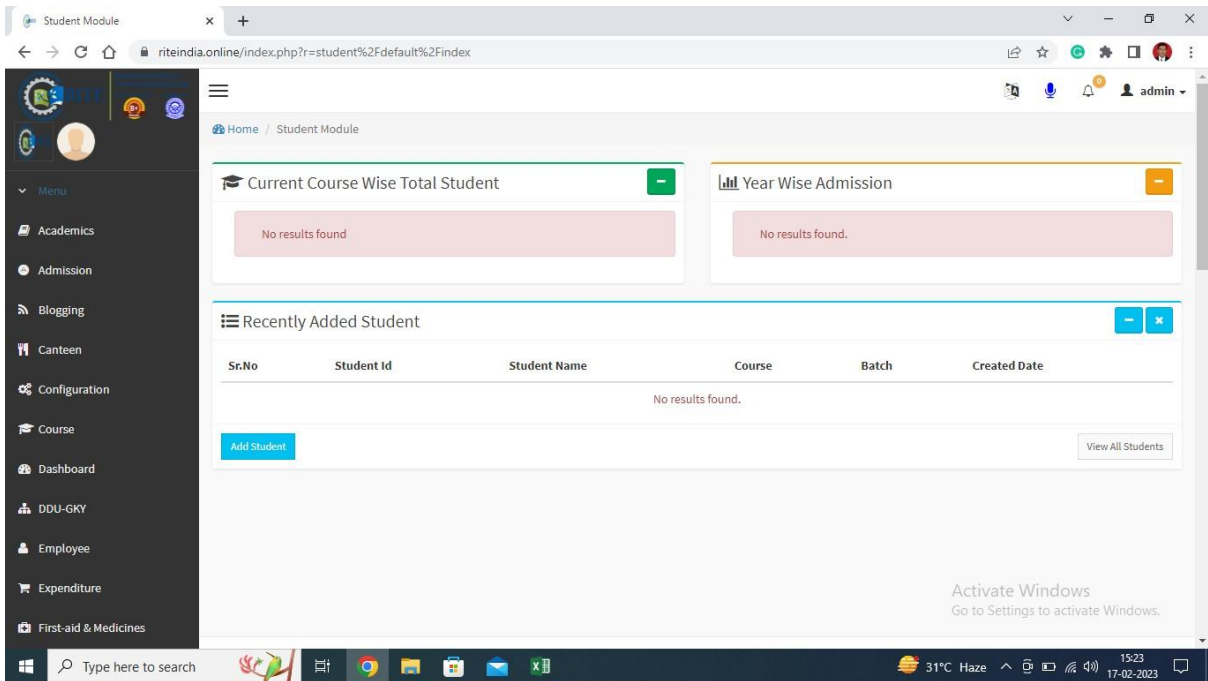 Student Module
riteindia.online/index.php?r=student%2Fdefault%2Findex
0
admin
Home / Student Module
Menu
Academics
Admission
Blogging
Canteen
Configuration
Course
Dashboard
DDU-GKY
Employee
Expenditure
First-aid & Medicines
Current Course Wise Total Student
No results found
Year Wise Admission
No results found.
Recently Added Student
Sr.No Student Id Student Name Course Batch Created Date
No results found.
Add Student
View All Students
Activate Windows
Go to Settings to activate Windows.
Type here to search
31°C Haze
15:23
17-02-2023